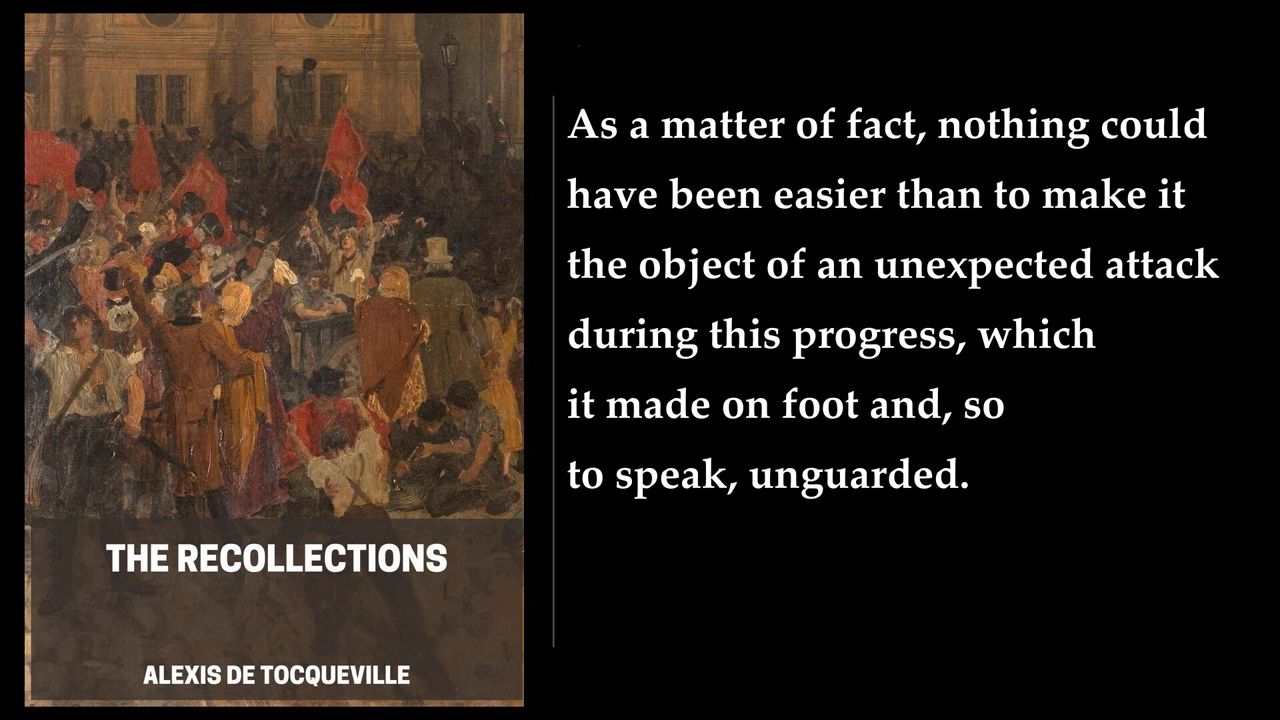 THE RECOLLECTIONS
ALEXIS DE TOCQUEVILLE
As a matter of fact, nothing could
have been easier than to make it
the object of an unexpected attack
during this progress, which
it made on foot and, so
to speak, unguarded.